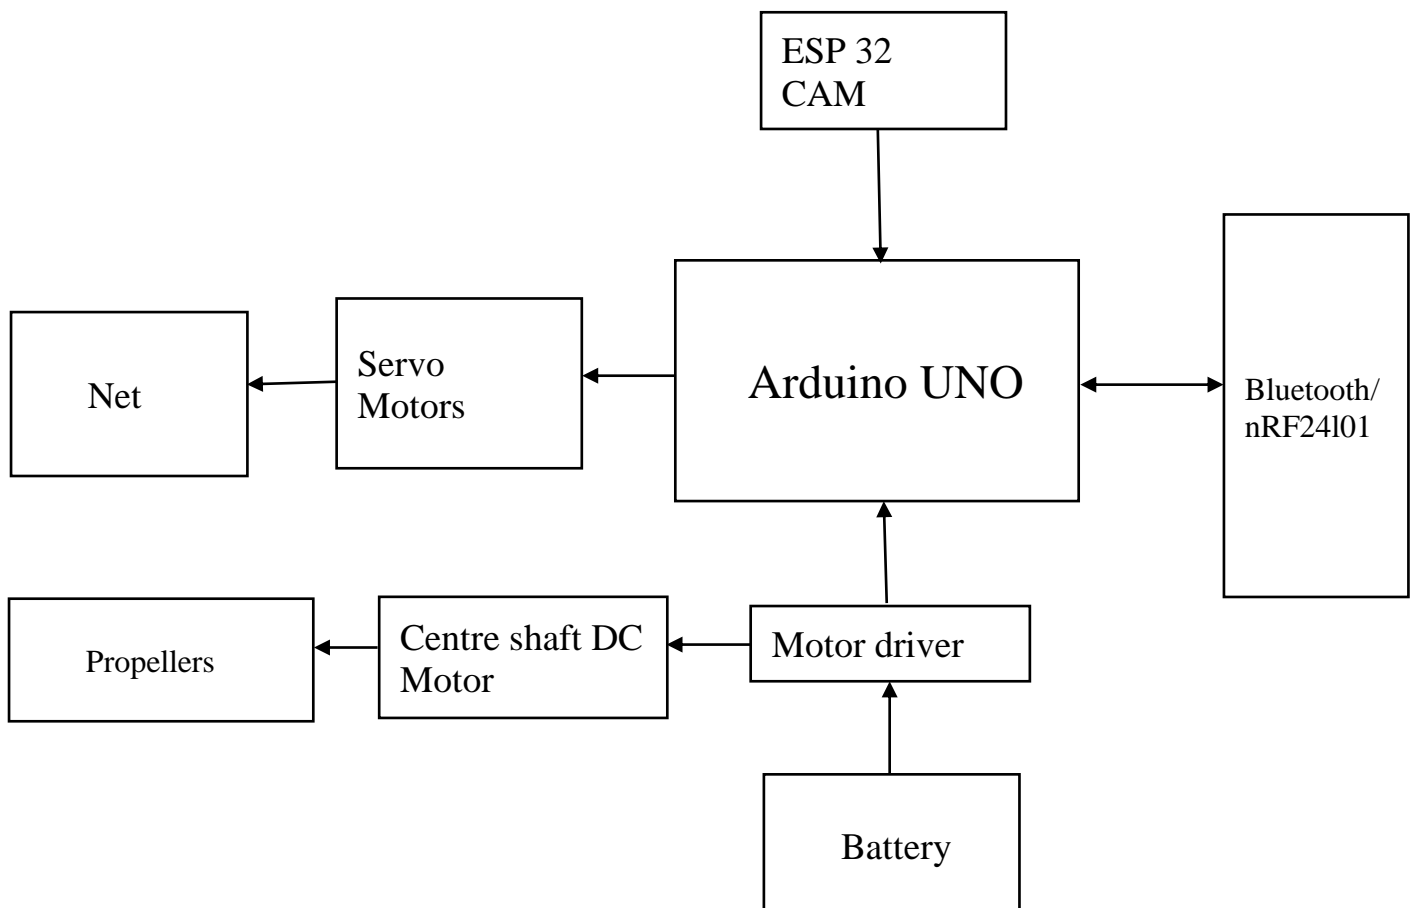 ESP 32
CAM
Net
Servo
Motors
Arduino UNO
Bluetooth/
nRF24l01
Propellers
Centre shaft DC
Motor
Motor driver
Battery